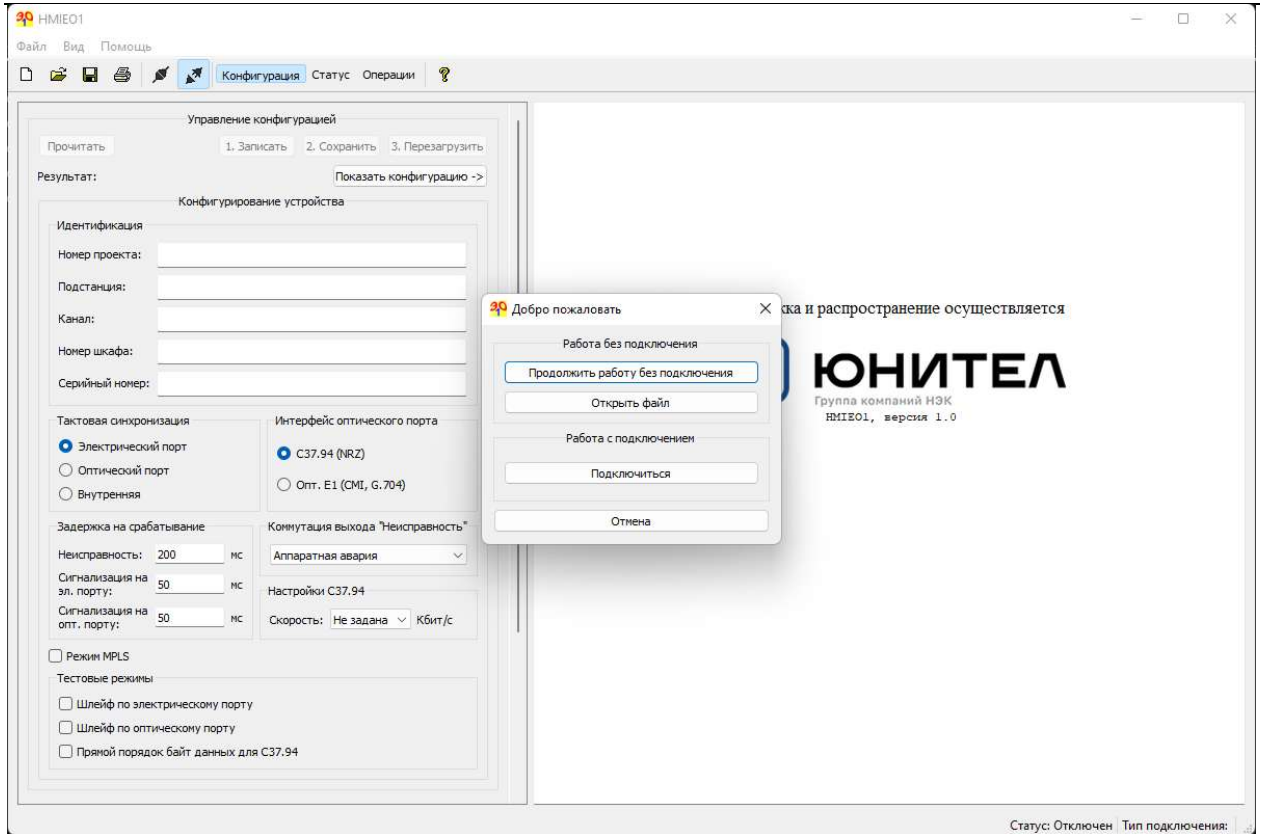 HMIEO1
Файл Вид Помощь
Конфигурация Статус Операции
Управление конфигурацией
Прочитать 1. Записать 2. Сохранить 3. Перезагрузить
Результат: Показать конфигурацию ->
Конфигурирование устройства
Идентификация
Номер проекта:
Подстанция:
Канал:
Номер шкафа:
Серийный номер:
Тактовая синхронизация
Электрический порт
Оптический порт
Внутренняя
Интерфейс оптического порта
C37.94 (NRZ)
Опт. E1 (CMI, G.704)
Задержка на срабатывание
Неисправность: 200 мс
Сигнализация на
эл. порту: 50 мс
Сигнализация на
опт. порту: 50 мс
Коммутация выхода "Неисправность"
Аппаратная авария
Настройки C37.94
Скорость: Не задана Кбит/с
Режим MPLS
Тестовые режимы
Шлейф по электрическому порту
Шлейф по оптическому порту
Прямой порядок байт данных для C37.94
Добро пожаловать
Работа без подключения
Продолжить работу без подключения
Открыть файл
Работа с подключением
Подключиться
Отмена
и распространение осуществляется
ЮНИТЕЛ
Группа компаний НЭК
HMIEO1, версия 1.0
Статус: Отключен Тип подключения: